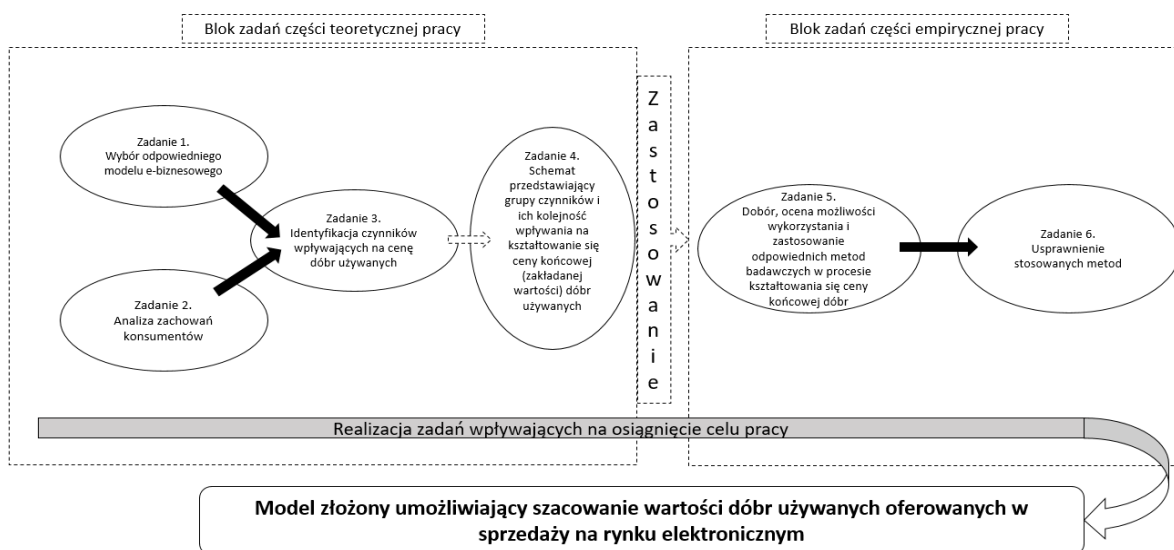 Blok zadań części teoretycznej pracy
Blok zadań części empirycznej pracy
Zadanie 1.
Wybór odpowiedniego
modelu e-biznesowego
Zadanie 2.
Analiza zachowań
konsumentów
Zadanie 3.
Identyfikacja czynników
wpływających na cenę
dóbr używanych
Zadanie 4.
Schemat
przedstawiający
grupy czynników i
ich kolejność
wpływania na
kształtowanie się
ceny końcowej
(zakładanej
wartości) dóbr
używanych
Zastosowanie
Zadanie 5.
Dobór, ocena możliwości
wykorzystania i
zastosowanie
odpowiednich metod
badawczych w procesie
kształtowania się ceny
końcowej dóbr
Zadanie 6.
Usprawnienie
stosowanych metod
Realizacja zadań wpływających na osiągnięcie celu pracy
Model złożony umożliwiający szacowanie wartości dóbr używanych oferowanych w
sprzedaży na rynku elektronicznym